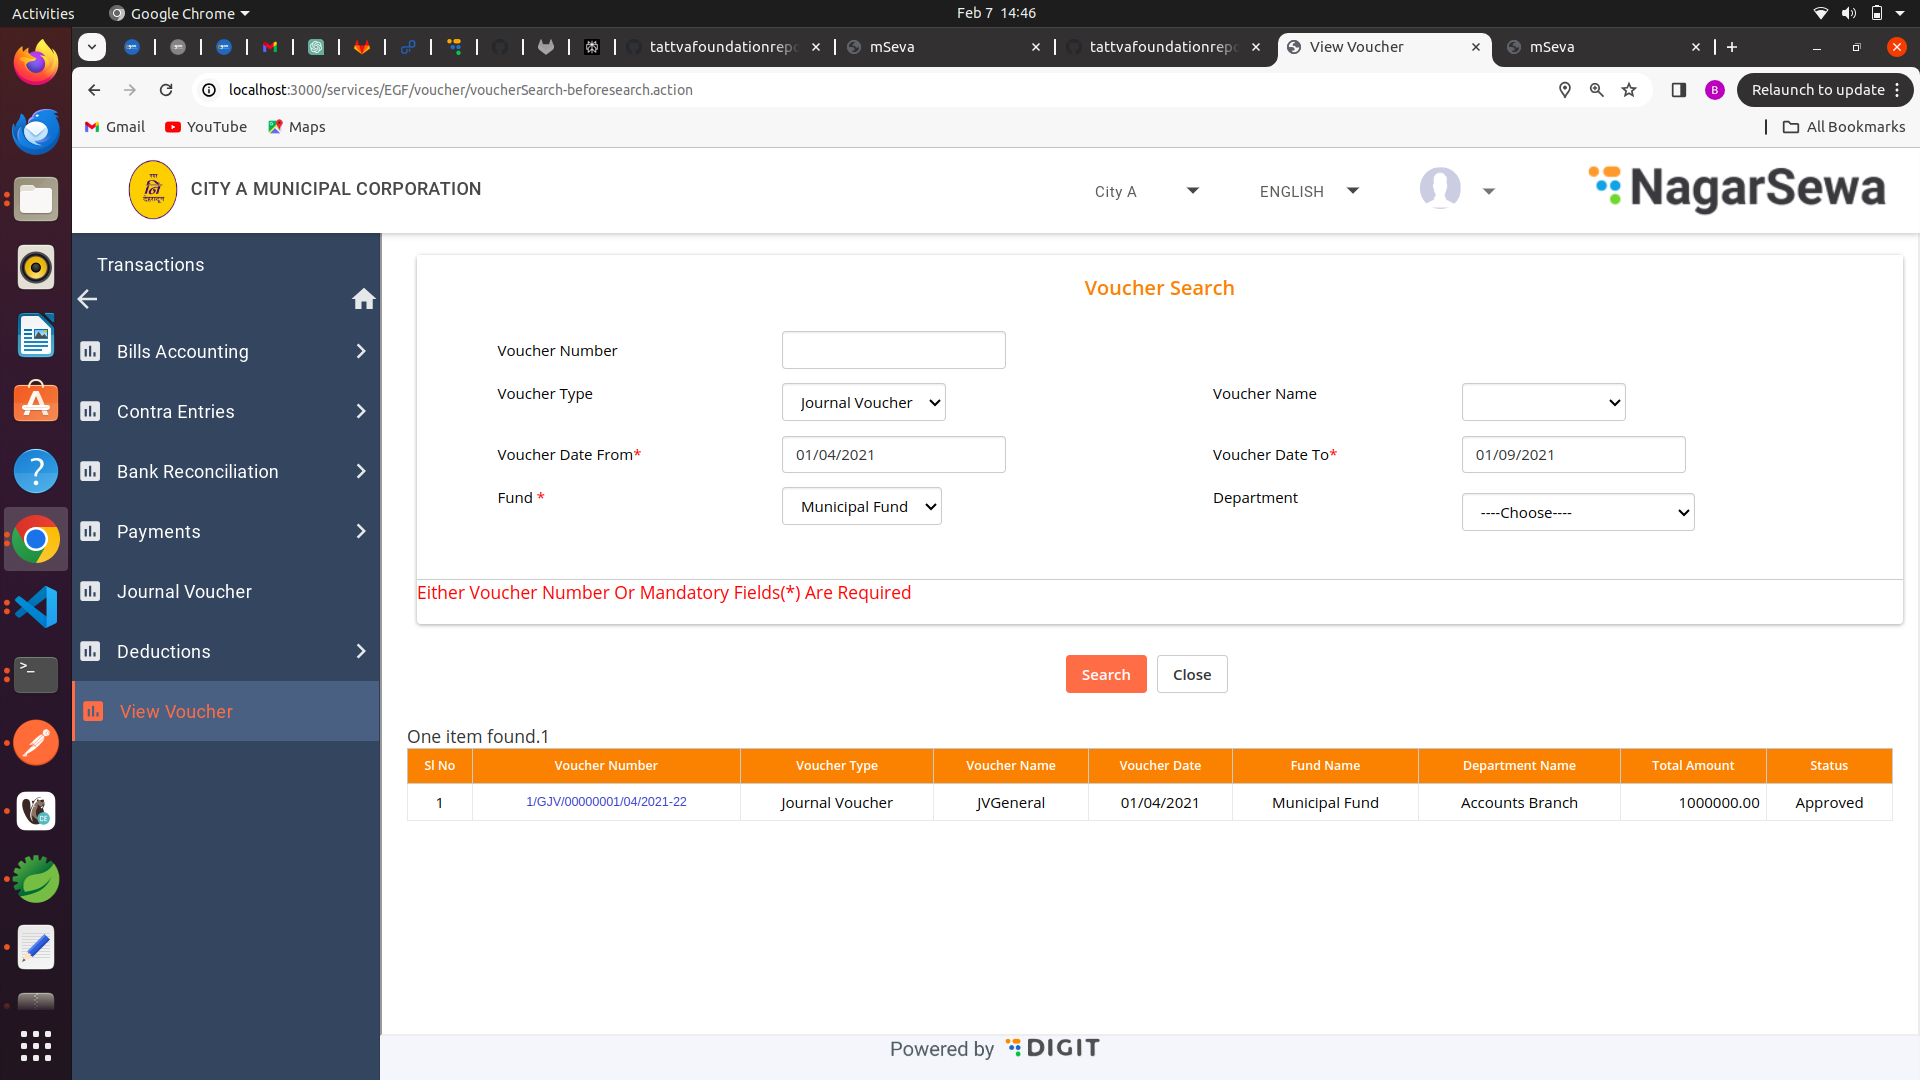 Activities Google Chrome Feb 7 14:46
tattvafoundationrepo mSeva tattvafoundationrepo View Voucher mSeva
localhost:3000/services/EGF/voucher/voucherSearch-beforesearch.action B Relaunch to update
Gmail YouTube Maps All Bookmarks
CITY A MUNICIPAL CORPORATION City A ENGLISH NagarSewa
Transactions
Bills Accounting
Contra Entries
Bank Reconciliation
Payments
Journal Voucher
Deductions
View Voucher
Voucher Search
Voucher Number
Voucher Type Journal Voucher Voucher Name
Voucher Date From* 01/04/2021 Voucher Date To* 01/09/2021
Fund * Municipal Fund Department ----Choose----
Either Voucher Number Or Mandatory Fields(*) Are Required
Search Close
One item found.1
Sl No Voucher Number Voucher Type Voucher Name Voucher Date Fund Name Department Name Total Amount Status
1 1/GJV/00000001/04/2021-22 Journal Voucher JVGeneral 01/04/2021 Municipal Fund Accounts Branch 1000000.00 Approved
Powered by DIGIT